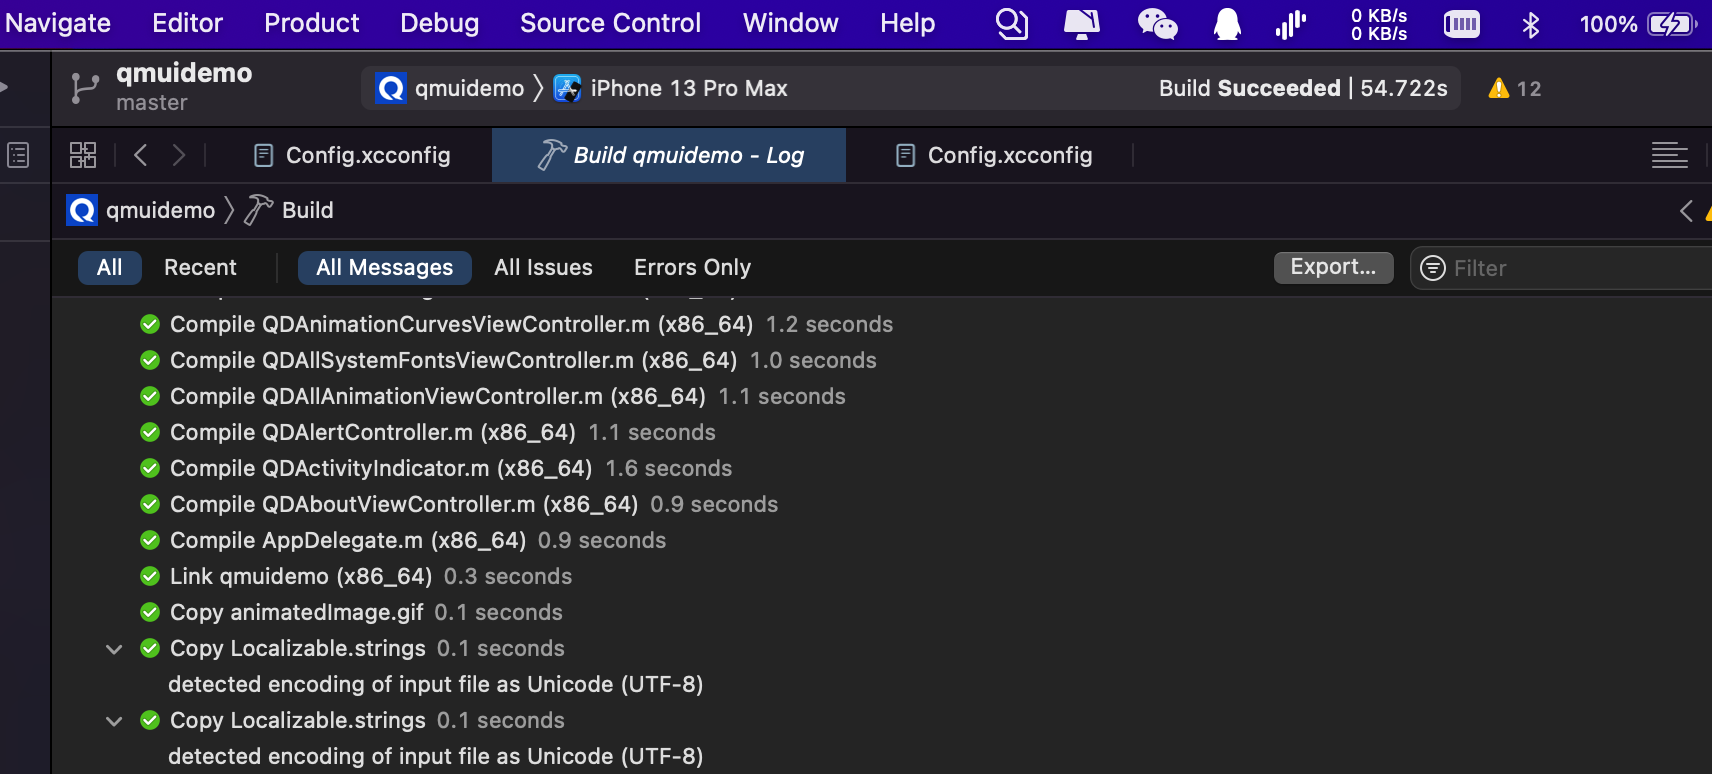 Navigate Editor Product Debug Source Control Window Help 0 KB/s 100%
0 KB/s
qmuidemo
master
qmuidemo 〉 iPhone 13 Pro Max Build Succeeded | 54.722s 12
Config.xcconfig Build qmuidemo - Log Config.xcconfig
qmuidemo 〉 Build
All Recent All Messages All Issues Errors Only Export... Filter
Compile QDAnimationCurvesViewController.m (x86_64) 1.2 seconds
Compile QDAllSystemFontsViewController.m (x86_64) 1.0 seconds
Compile QDAllAnimationViewController.m (x86_64) 1.1 seconds
Compile QDAlertController.m (x86_64) 1.1 seconds
Compile QDActivityIndicator.m (x86_64) 1.6 seconds
Compile QDAboutViewController.m (x86_64) 0.9 seconds
Compile AppDelegate.m (x86_64) 0.9 seconds
Link qmuidemo (x86_64) 0.3 seconds
Copy animatedImage.gif 0.1 seconds
Copy Localizable.strings 0.1 seconds
detected encoding of input file as Unicode (UTF-8)
Copy Localizable.strings 0.1 seconds
detected encoding of input file as Unicode (UTF-8)